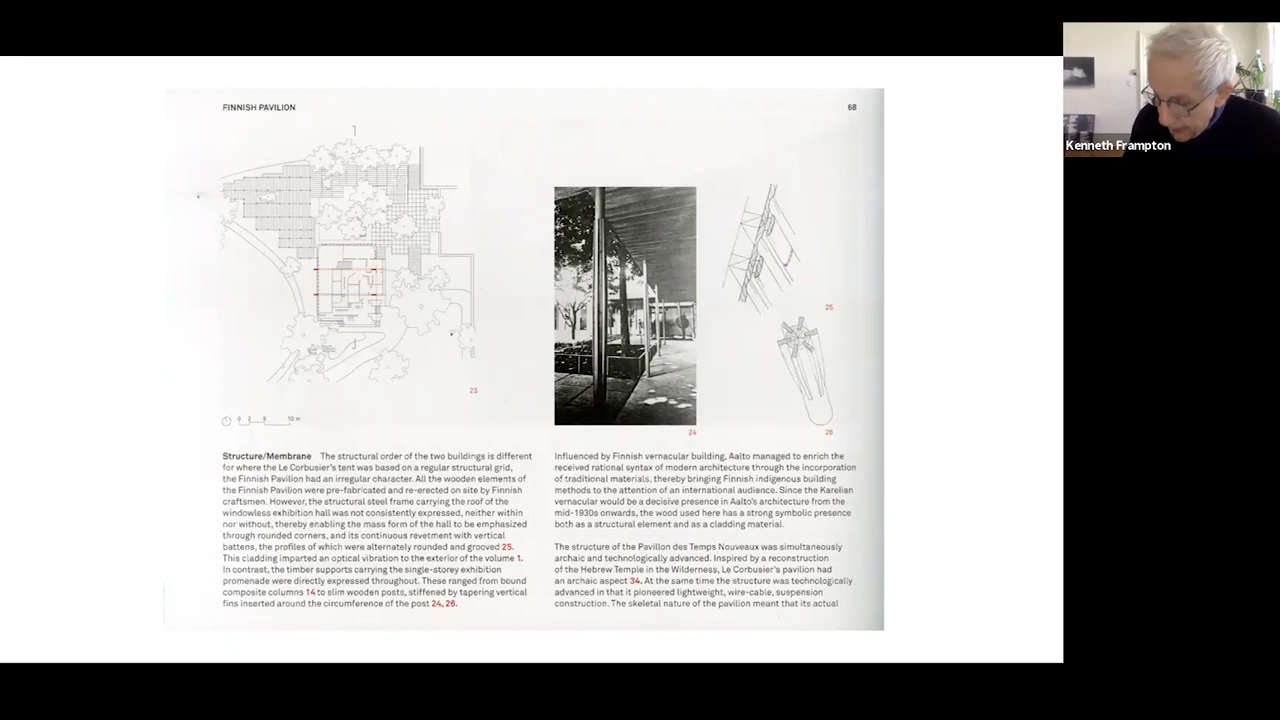 FINNISH PAVILION
68
Kenneth Frampton
23
0 2 6 10 m
24
25
26
Structure/Membrane The structural order of the two buildings is different
for where the Le Corbusier's tent was based on a regular structural grid,
the Finnish Pavilion had an irregular character. All the wooden elements of
the Finnish Pavilion were pre-fabricated and re-erected on site by Finnish
craftsmen. However, the structural steel frame carrying the roof of the
windowless exhibition hall was not consistently expressed, neither within
nor without, thereby enabling the mass form of the hall to be emphasized
through rounded corners, and its continuous revetment with vertical
battens, the profiles of which were alternately rounded and grooved 25.
This cladding imparted an optical vibration to the exterior of the volume 1.
In contrast, the timber supports carrying the single-storey exhibition
promenade were directly expressed throughout. These ranged from bound
composite columns 14 to slim wooden posts, stiffened by tapering vertical
fins inserted around the circumference of the post 24, 26.
Influenced by Finnish vernacular building, Aalto managed to enrich the
received rational syntax of modern architecture through the incorporation
of traditional materials, thereby bringing Finnish indigenous building
methods to the attention of an international audience. Since the Karelian
vernacular would be a decisive presence in Aalto's architecture from the
mid-1930s onwards, the wood used here has a strong symbolic presence
both as a structural element and as a cladding material.
The structure of the Pavillon des Temps Nouveaux was simultaneously
archaic and technologically advanced. Inspired by a reconstruction
of the Hebrew Temple in the Wilderness, Le Corbusier's pavilion had
an archaic aspect 34. At the same time the structure was technologically
advanced in that it pioneered lightweight, wire-cable, suspension
construction. The skeletal nature of the pavilion meant that its actual